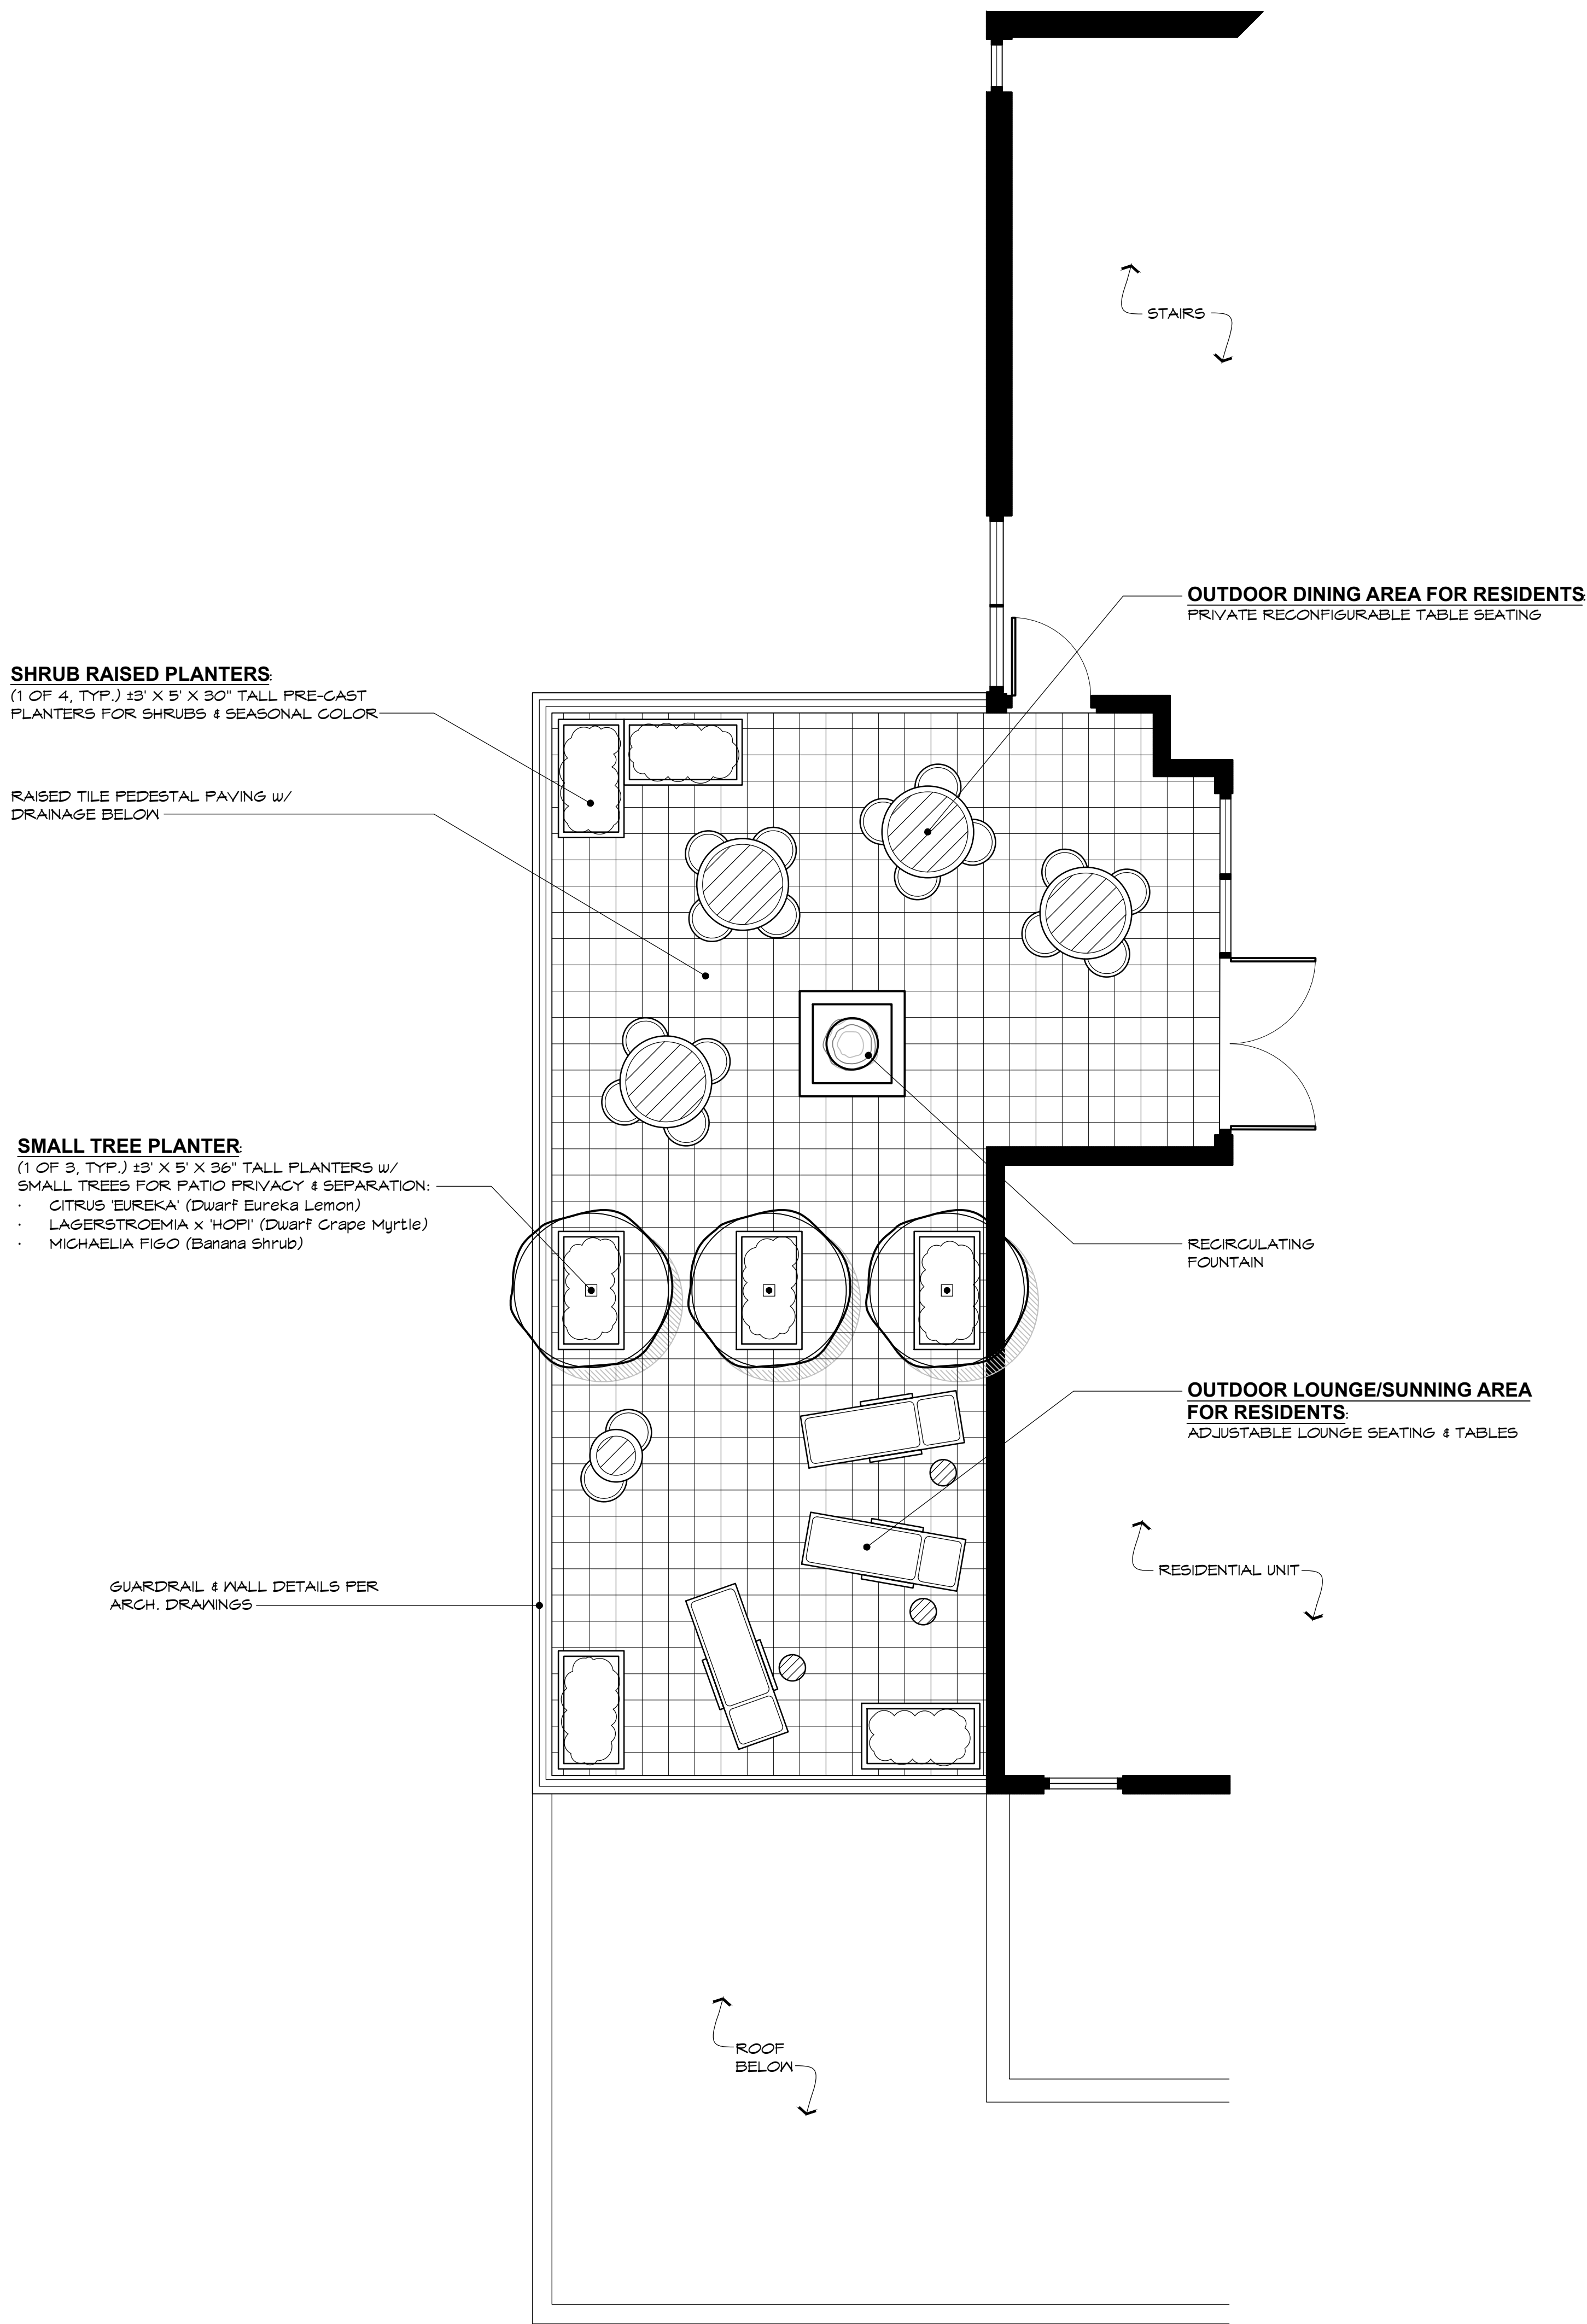 STAIRS
OUTDOOR DINING AREA FOR RESIDENTS:
PRIVATE RECONFIGURABLE TABLE SEATING
SHRUB RAISED PLANTERS:
(1 OF 4, TYP.) ±3' X 5' X 30" TALL PRE-CAST
PLANTERS FOR SHRUBS & SEASONAL COLOR
RAISED TILE PEDESTAL PAVING w/
DRAINAGE BELOW
SMALL TREE PLANTER:
(1 OF 3, TYP.) ±3' X 5' X 36" TALL PLANTERS w/
SMALL TREES FOR PATIO PRIVACY & SEPARATION:
· CITRUS 'EUREKA' (Dwarf Eureka Lemon)
· LAGERSTROEMIA x 'HOPI' (Dwarf Crape Myrtle)
· MICHAELIA FIGO (Banana Shrub)
RECIRCULATING
FOUNTAIN
OUTDOOR LOUNGE/SUNNING AREA
FOR RESIDENTS:
ADJUSTABLE LOUNGE SEATING & TABLES
RESIDENTIAL UNIT
GUARDRAIL & WALL DETAILS PER
ARCH. DRAWINGS
ROOF
BELOW